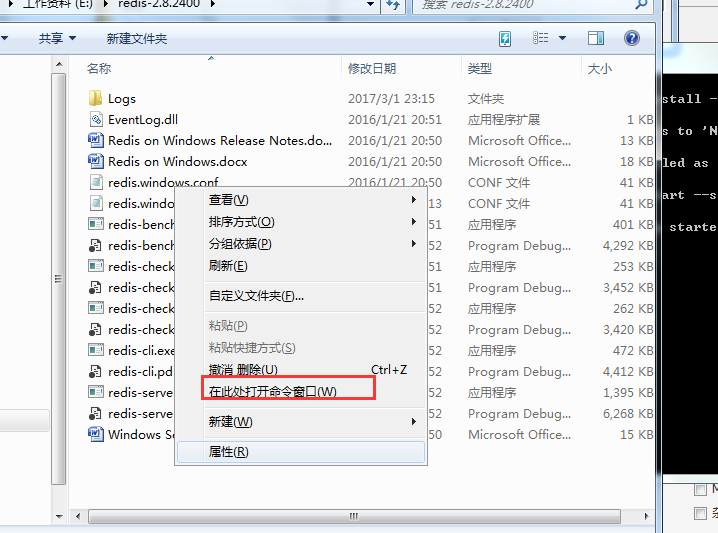 工作资料 (E:) ▸ redis-2.8.2400 ▸ 搜索 redis-2.8.2400
共享 新建文件夹
名称 修改日期 类型 大小
Logs 2017/3/1 23:15 文件夹
EventLog.dll 2016/1/21 20:51 应用程序扩展 1 KB
Redis on Windows Release Notes.do... 2016/1/21 20:50 Microsoft Office... 13 KB
Redis on Windows.docx 2016/1/21 20:50 Microsoft Office... 18 KB
redis.windows.conf 2016/1/21 20:50 CONF 文件 41 KB
redis.windo 13 CONF 文件 41 KB
redis-bench 51 应用程序 401 KB
redis-bench 52 Program Debug... 4,292 KB
redis-check 51 应用程序 253 KB
redis-check 51 Program Debug... 3,452 KB
redis-check 52 应用程序 262 KB
redis-check 52 Program Debug... 3,420 KB
redis-cli.exe 52 应用程序 472 KB
redis-cli.pd 52 Program Debug... 4,412 KB
redis-serve 52 应用程序 1,395 KB
redis-serve 52 Program Debug... 6,268 KB
Windows Se 50 Microsoft Office... 15 KB
查看(V)
排序方式(O)
分组依据(P)
刷新(E)
自定义文件夹(F)...
粘贴(P)
粘贴快捷方式(S)
撤消 删除(U) Ctrl+Z
在此处打开命令窗口(W)
新建(W)
属性(R)
stall -
s to 'N
led as
art --s
starte